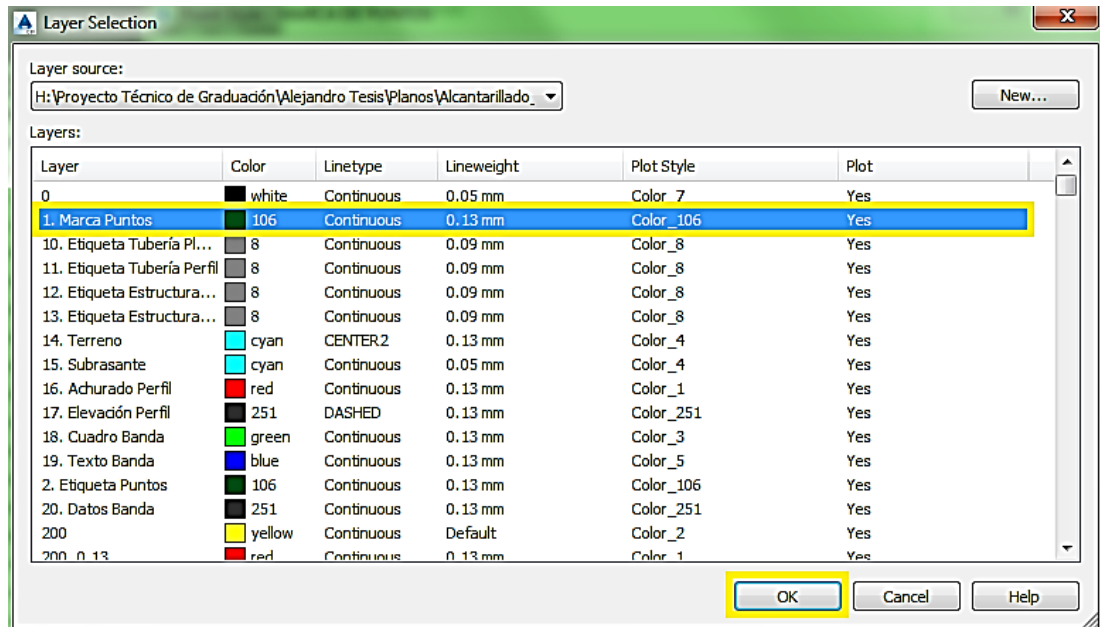 Layer Selection
Layer source:
H:\Proyecto Técnico de Graduación\Alejandro Tesis\Planos\Alcantarillado_
New...
Layers:
Layer Color Linetype Lineweight Plot Style Plot
0 white Continuous 0.05 mm Color_7 Yes
1. Marca Puntos 106 Continuous 0.13 mm Color_106 Yes
10. Etiqueta Tubería Pl... 8 Continuous 0.09 mm Color_8 Yes
11. Etiqueta Tubería Perfil 8 Continuous 0.09 mm Color_8 Yes
12. Etiqueta Estructura... 8 Continuous 0.09 mm Color_8 Yes
13. Etiqueta Estructura... 8 Continuous 0.09 mm Color_8 Yes
14. Terreno cyan CENTER2 0.13 mm Color_4 Yes
15. Subrasante cyan Continuous 0.05 mm Color_4 Yes
16. Achurado Perfil red Continuous 0.13 mm Color_1 Yes
17. Elevación Perfil 251 DASHED 0.13 mm Color_251 Yes
18. Cuadro Banda green Continuous 0.13 mm Color_3 Yes
19. Texto Banda blue Continuous 0.13 mm Color_5 Yes
2. Etiqueta Puntos 106 Continuous 0.13 mm Color_106 Yes
20. Datos Banda 251 Continuous 0.13 mm Color_251 Yes
200 yellow Continuous Default Color_2 Yes
200_0_13 red Continuous 0.13 mm Color_1 Yes
OK Cancel Help